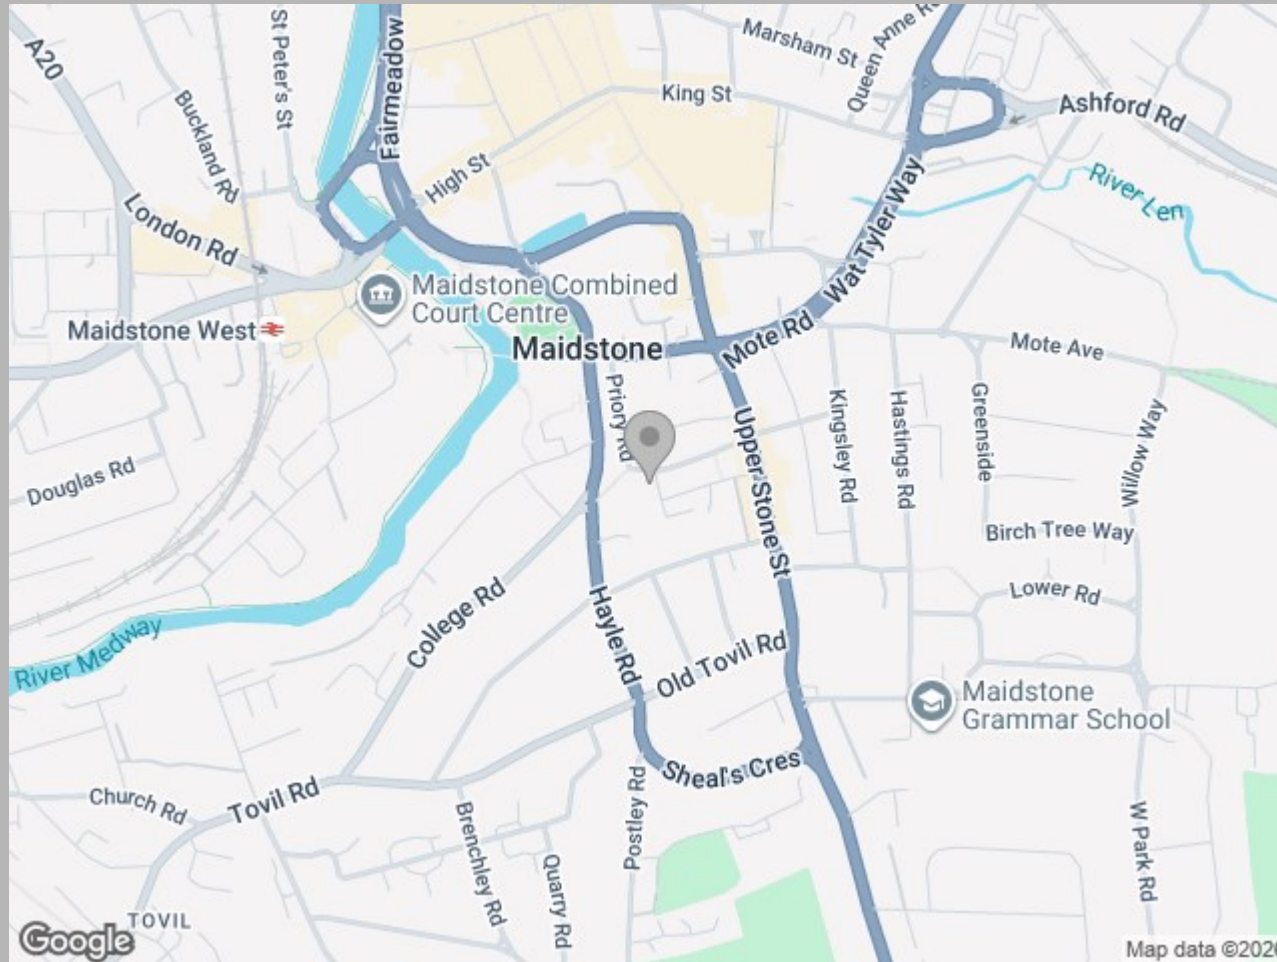 A20
St Peter's St
Fairmeadow
Marsham St
Queen Anne Rd
Buckland Rd
King St
Ashford Rd
High St
River Len
London Rd
Wat Tyler Way
Maidstone Combined
Court Centre
Maidstone West
Maidstone
Mote Rd
Mote Ave
Priory Rd
Upper Stone St
Kingsley Rd
Hastings Rd
Greenside
Willow Way
Douglas Rd
Birch Tree Way
Lower Rd
College Rd
Hayle Rd
River Medway
Old Tovil Rd
Maidstone
Grammar School
Sheal's Cres
Church Rd
Tovil Rd
Postley Rd
Brenchley Rd
Quarry Rd
W Park Rd
TOVIL
Google
Map data ©2026